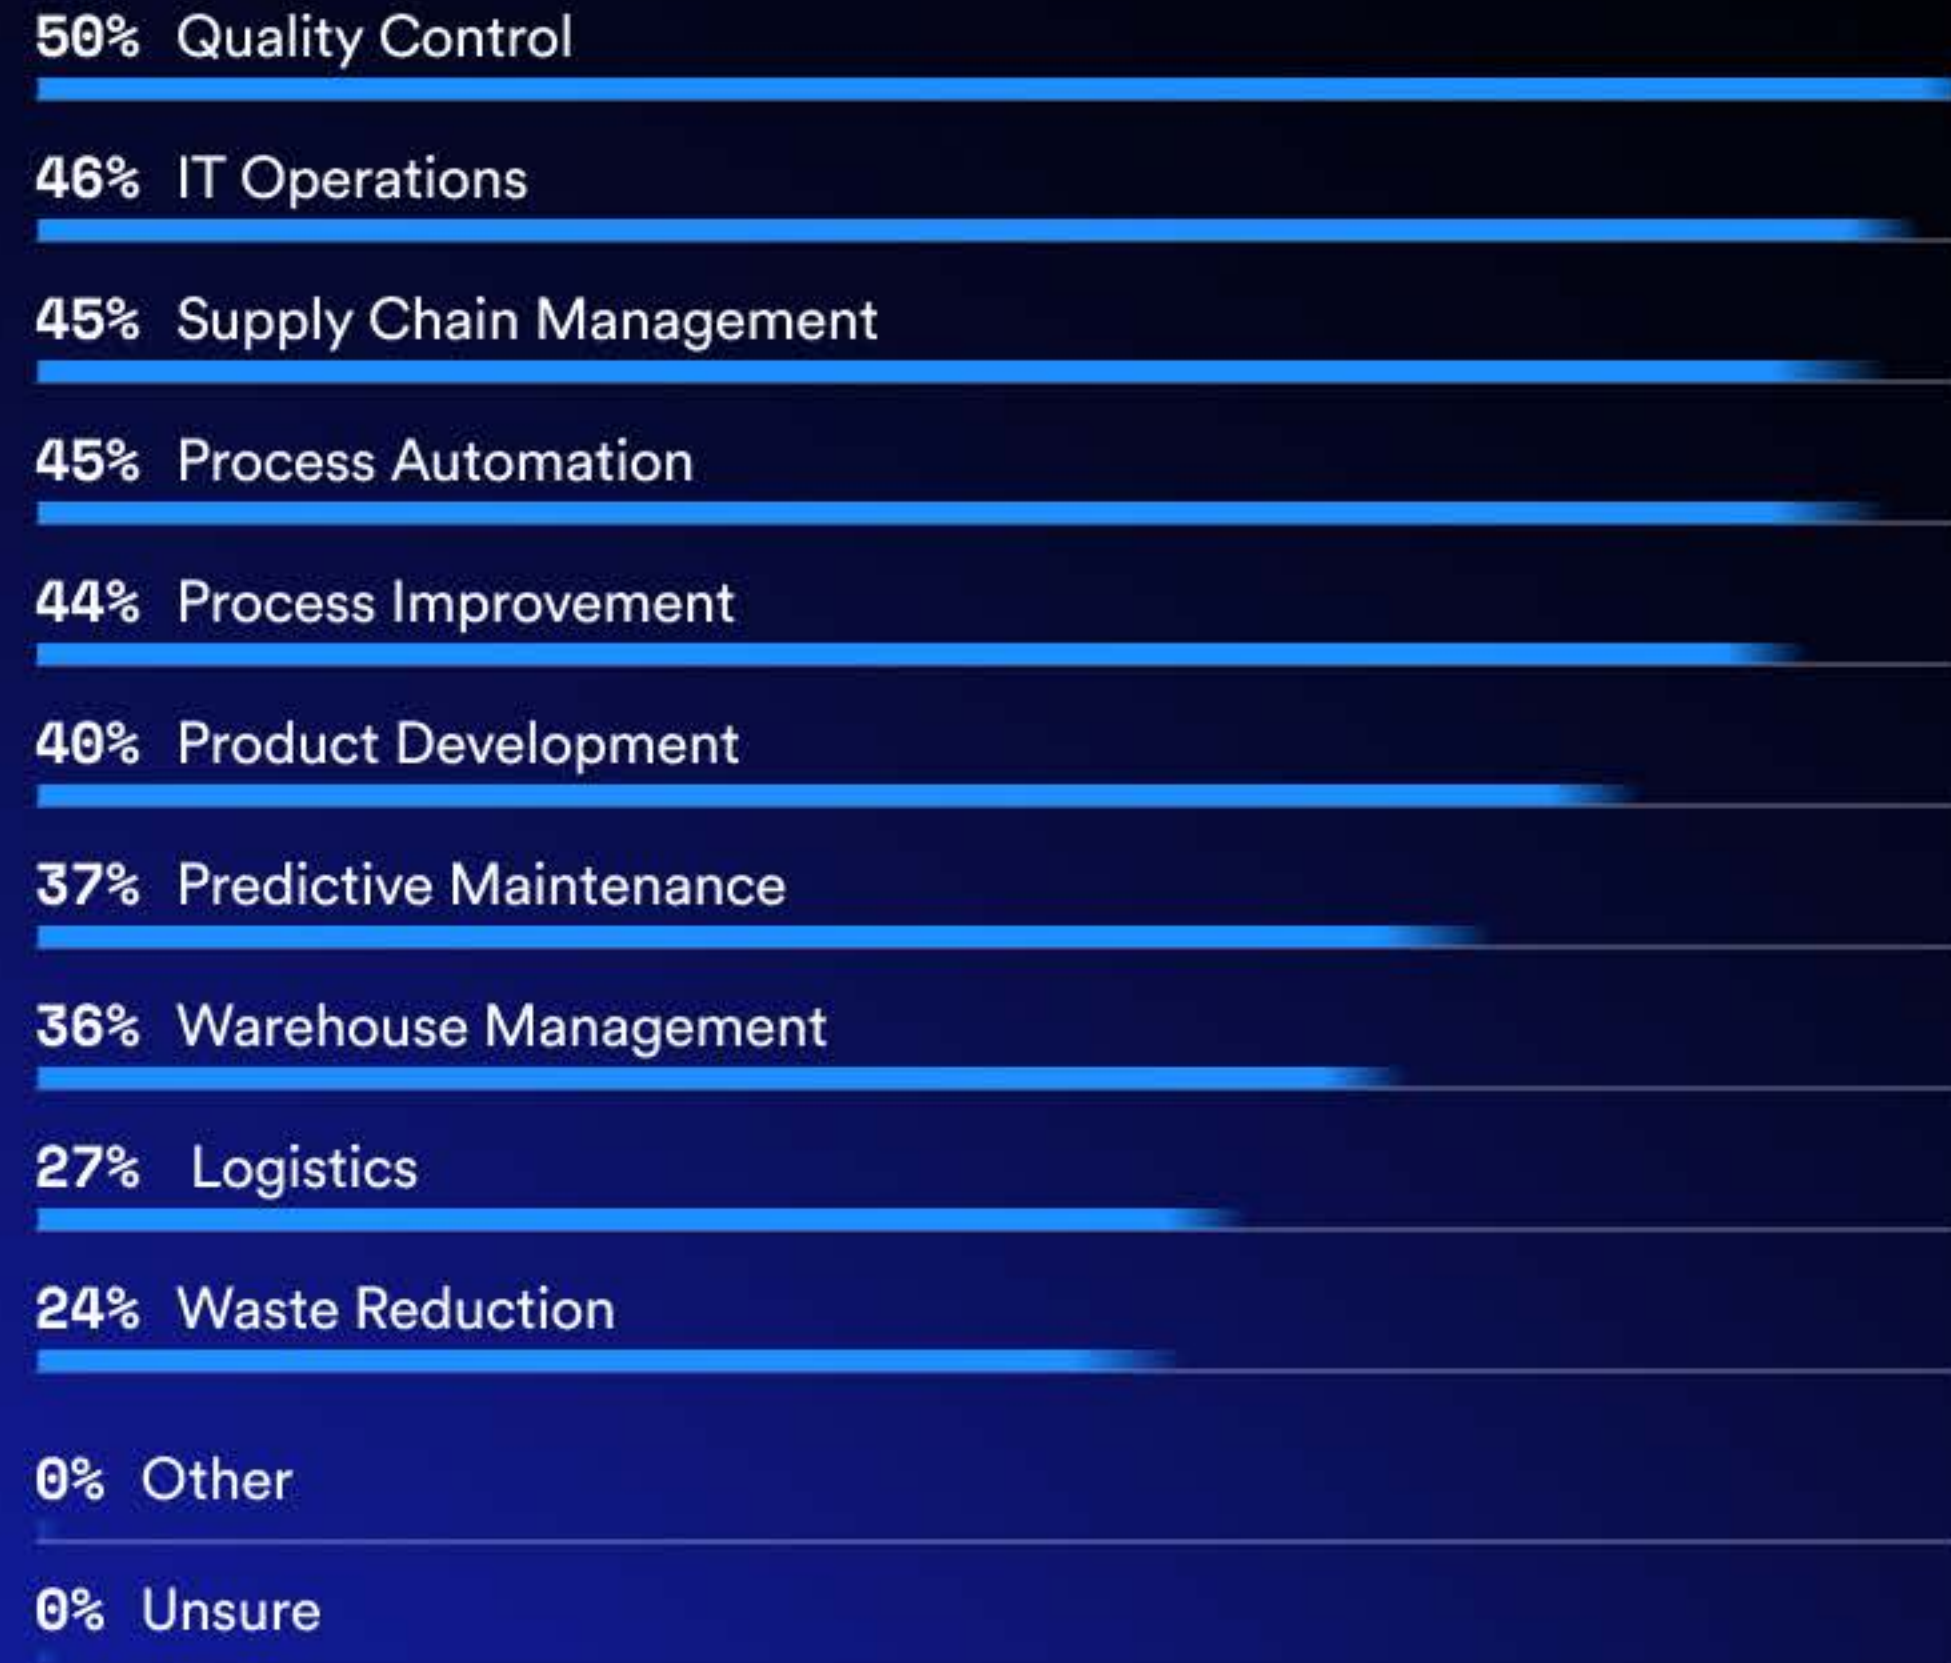 50% Quality Control
46% IT Operations
45% Supply Chain Management
45% Process Automation
44% Process Improvement
40% Product Development
37% Predictive Maintenance
36% Warehouse Management
27% Logistics
24% Waste Reduction
0% Other
0% Unsure